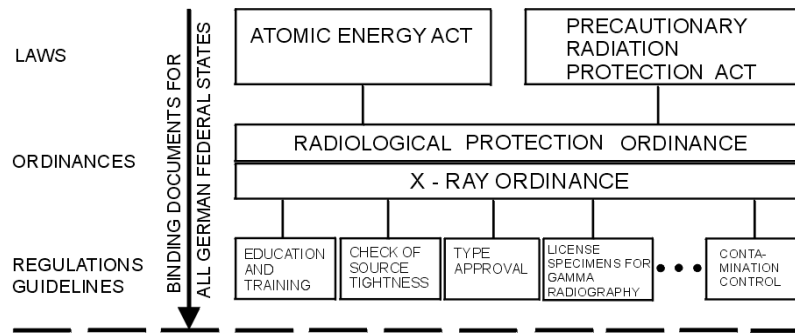 LAWS
ATOMIC ENERGY ACT
PRECAUTIONARY
RADIATION
PROTECTION ACT
BINDING DOCUMENTS FOR
ALL GERMAN FEDERAL STATES
ORDINANCES
RADIOLOGICAL PROTECTION ORDINANCE
X - RAY ORDINANCE
REGULATIONS
GUIDELINES
EDUCATION
AND
TRAINING
CHECK OF
SOURCE
TIGHTNESS
TYPE
APPROVAL
LICENSE
SPECIMENS FOR
GAMMA
RADIOGRAPHY
CONTA-
MINATION
CONTROL